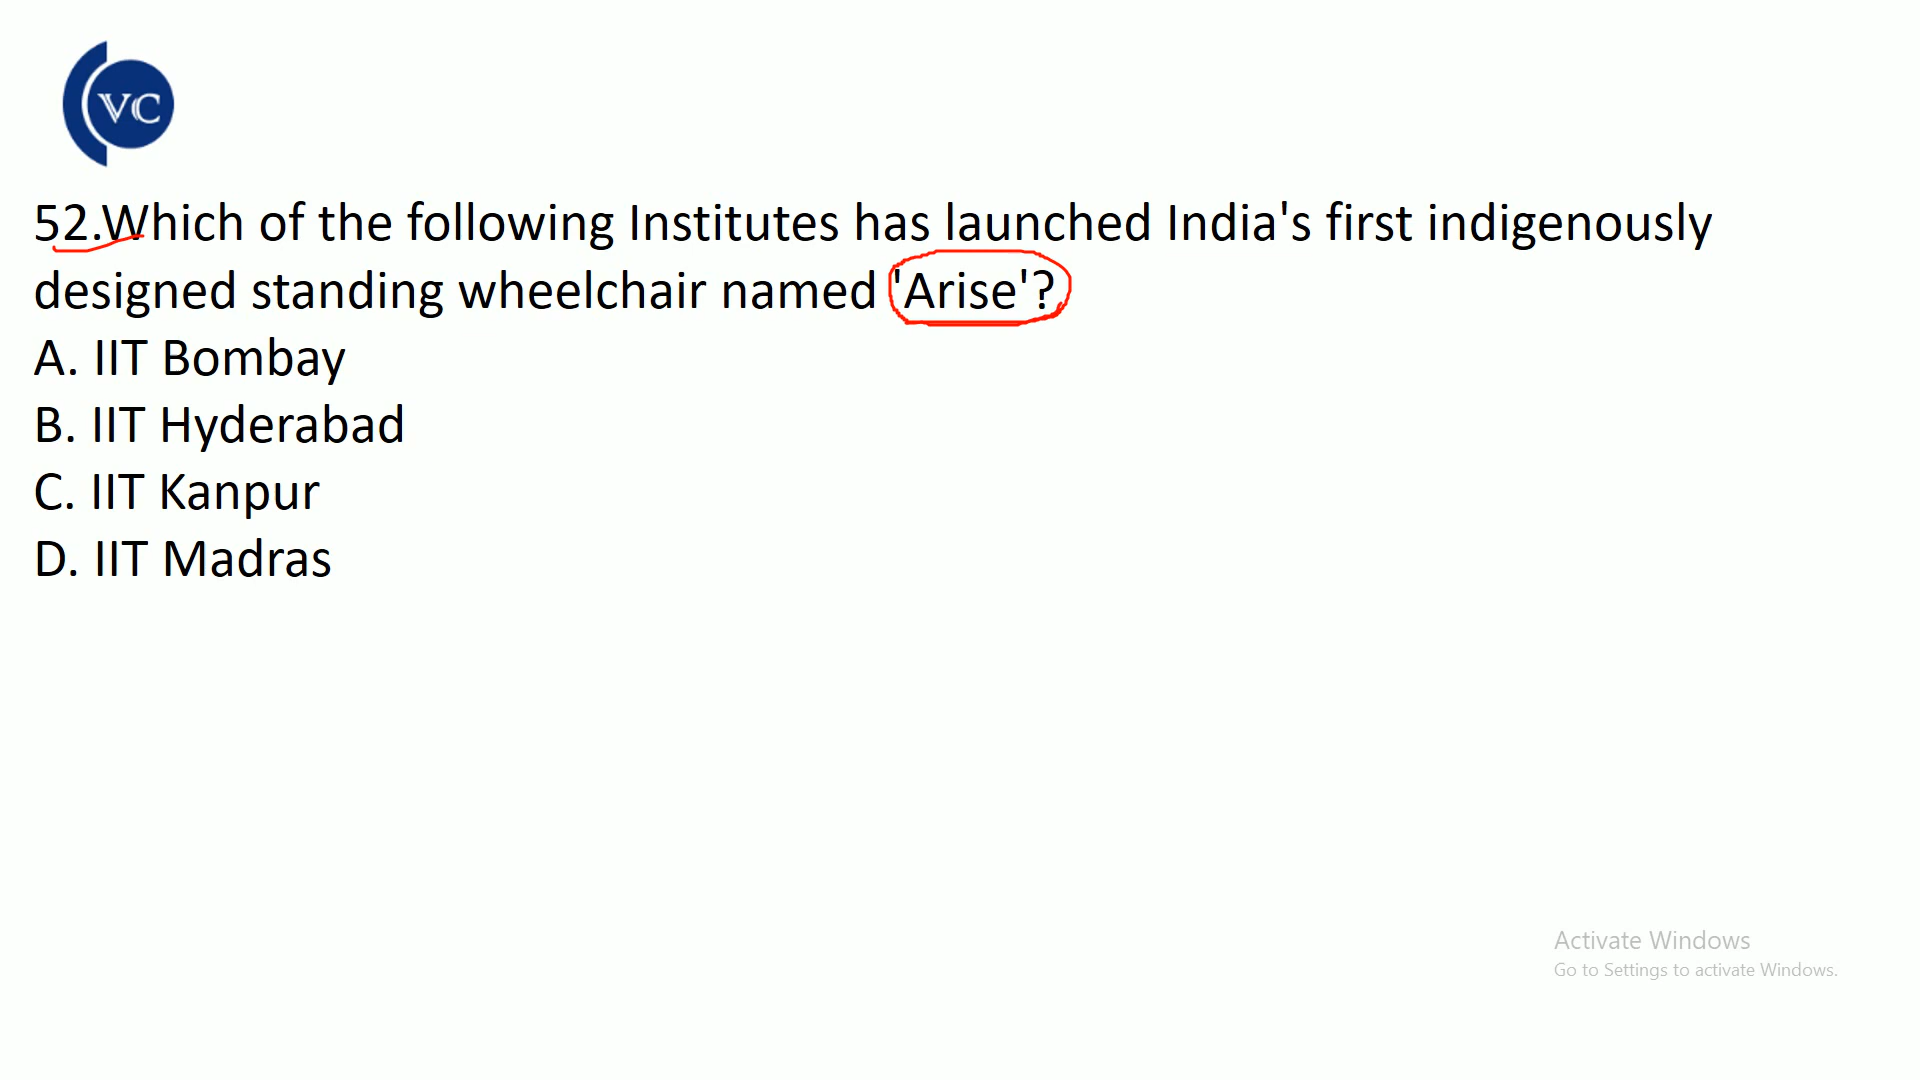 VC
52.Which of the following Institutes has launched India's first indigenously
designed standing wheelchair named 'Arise'?
A. IIT Bombay
B. IIT Hyderabad
C. IIT Kanpur
D. IIT Madras
Activate Windows
Go to Settings to activate Windows.